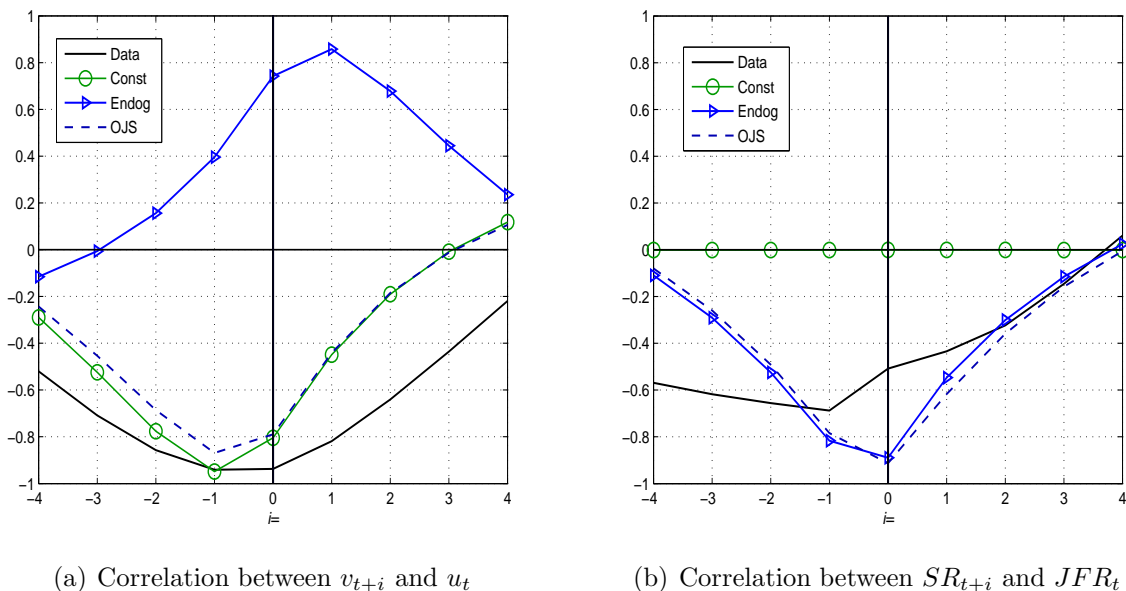 1
0.8
0.6
0.4
0.2
0
−0.2
−0.4
−0.6
−0.8
−1
−4 −3 −2 −1 0 1 2 3 4
i=
Data
Const
Endog
OJS
(a) Correlation between v_{t+i} and u_t
1
0.8
0.6
0.4
0.2
0
−0.2
−0.4
−0.6
−0.8
−1
−4 −3 −2 −1 0 1 2 3 4
i=
Data
Const
Endog
OJS
(b) Correlation between SR_{t+i} and JFR_t